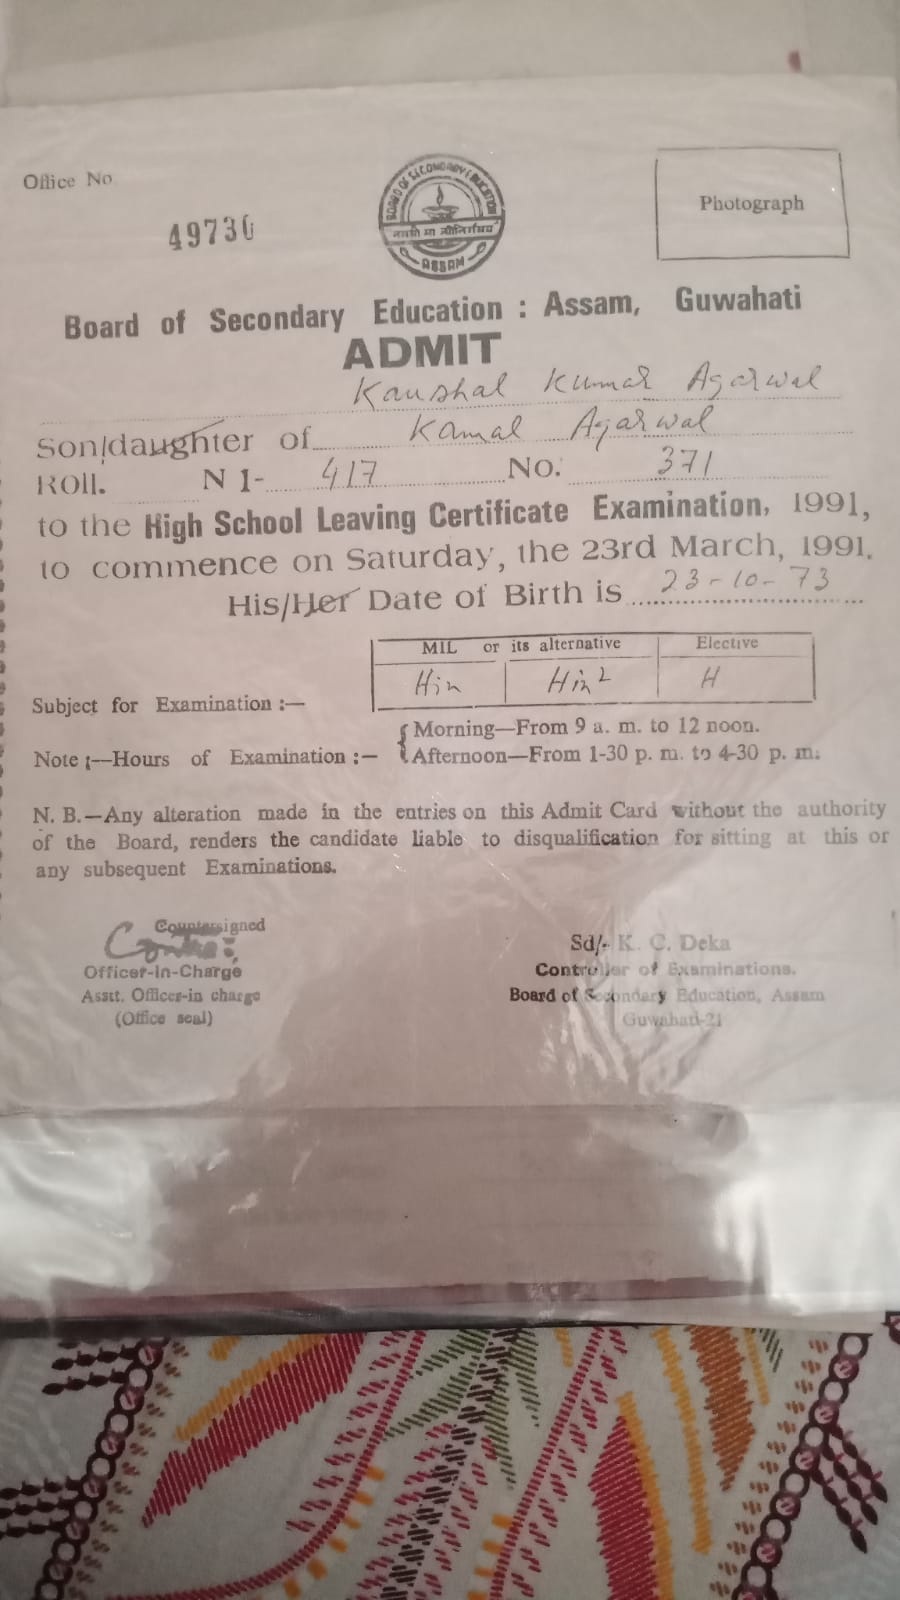 Office No
49736
BOARD OF SECONDARY EDUCATION
ASSAM
Photograph
Board of Secondary Education : Assam, Guwahati
ADMIT
Kaushal Kumar Agarwal
Son/daughter of Kamal Agarwal
Roll. N 1- 417 No. 371
to the High School Leaving Certificate Examination, 1991,
to commence on Saturday, the 23rd March, 1991.
His/Her Date of Birth is 23-10-73
MIL or its alternative Elective
Hin Hin2 H
Subject for Examination :—
Morning—From 9 a. m. to 12 noon.
Note ;—Hours of Examination :— Afternoon—From 1-30 p. m. to 4-30 p. m.
N. B.—Any alteration made in the entries on this Admit Card without the authority
of the Board, renders the candidate liable to disqualification for sitting at this or
any subsequent Examinations.
Countersigned
Officer-in-Charge
Asstt. Officer-in charge
(Office seal)
Sd/- K. C. Deka
Controller of Examinations.
Board of Secondary Education, Assam
Guwahati-21